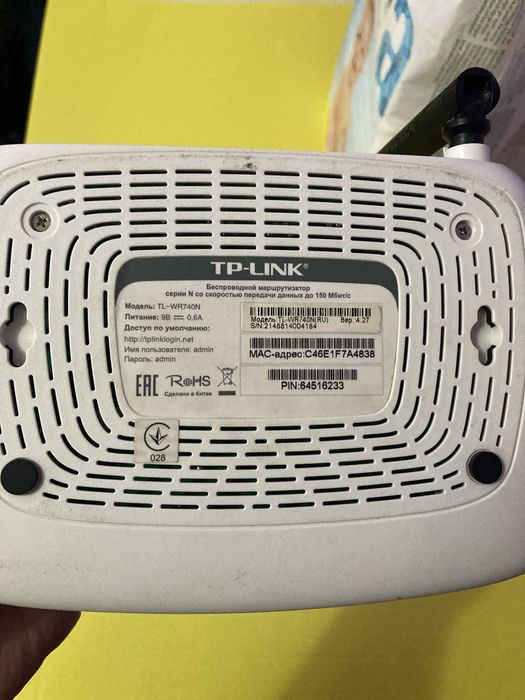 TP-LINK®
Беспроводной маршрутизатор
серии N со скоростью передачи данных до 150 Мбит/с
Модель: TL-WR740N
Питание: 9В 0,6А
Доступ по умолчанию:
http://tplinklogin.net
Имя пользователя: admin
Пароль: admin
Модель:TL-WR740N(RU) Вер. 4.27
S/N:2148814004184
MAC-адрес:C46E1F7A4838
PIN:64516233
EAC RoHS
Сделано в Китае
028